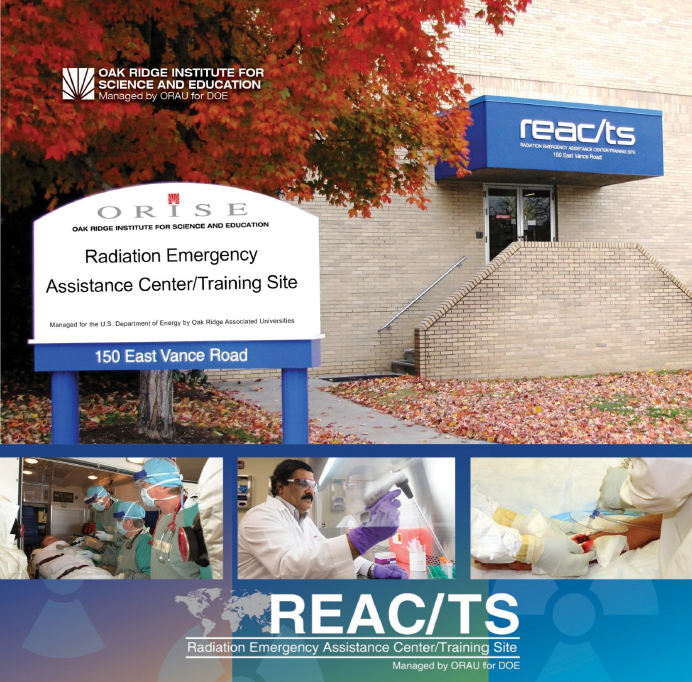 OAK RIDGE INSTITUTE FOR
SCIENCE AND EDUCATION
Managed by ORAU for DOE
reac/ts
RADIATION EMERGENCY ASSISTANCE CENTER/TRAINING SITE
150 East Vance Road
ORISE
OAK RIDGE INSTITUTE FOR SCIENCE AND EDUCATION
Radiation Emergency
Assistance Center/Training Site
Managed for the U.S. Department of Energy by Oak Ridge Associated Universities
150 East Vance Road
REAC/TS
Radiation Emergency Assistance Center/Training Site
Managed by ORAU for DOE